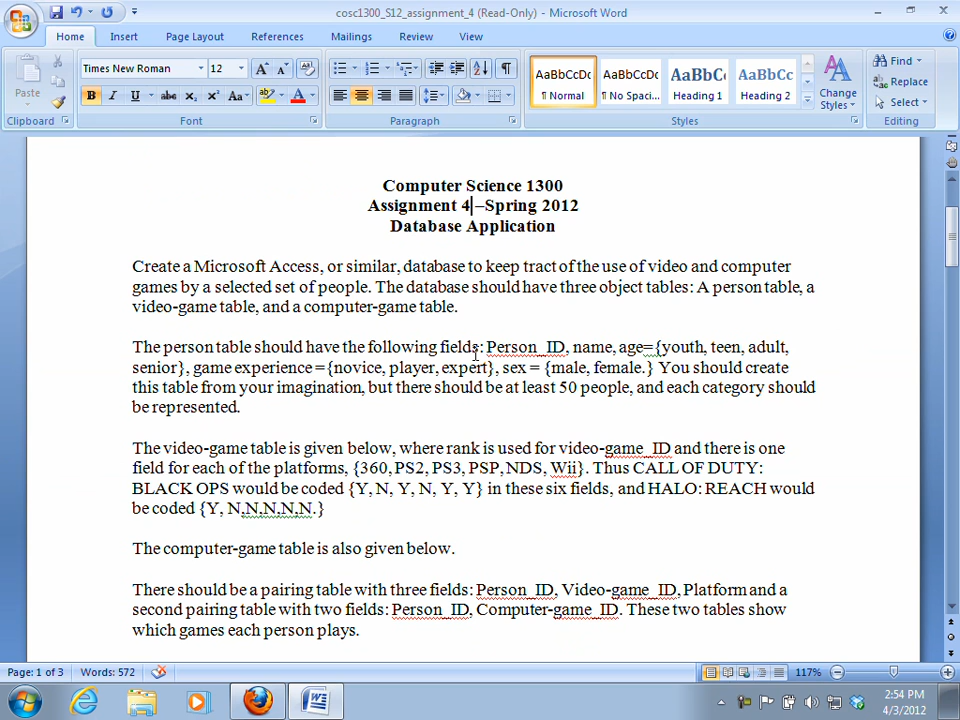 cosc1300_S12_assignment_4 (Read-Only) - Microsoft Word
Home Insert Page Layout References Mailings Review View
Paste
Times New Roman 12
AaBbCcDc AaBbCcDc AaBbC AaBbCc
¶ Normal ¶ No Spaci... Heading 1 Heading 2
Change Styles
Find
Replace
Select
Clipboard Font Paragraph Styles Editing
Computer Science 1300
Assignment 4 –Spring 2012
Database Application
Create a Microsoft Access, or similar, database to keep tract of the use of video and computer
games by a selected set of people. The database should have three object tables: A person table, a
video-game table, and a computer-game table.
The person table should have the following fields: Person_ID, name, age={youth, teen, adult,
senior}, game experience ={novice, player, expert}, sex = {male, female.} You should create
this table from your imagination, but there should be at least 50 people, and each category should
be represented.
The video-game table is given below, where rank is used for video-game_ID and there is one
field for each of the platforms, {360, PS2, PS3, PSP, NDS, Wii}. Thus CALL OF DUTY:
BLACK OPS would be coded {Y, N, Y, N, Y, Y} in these six fields, and HALO: REACH would
be coded {Y, N,N,N,N,N.}
The computer-game table is also given below.
There should be a pairing table with three fields: Person_ID, Video-game_ID, Platform and a
second pairing table with two fields: Person_ID, Computer-game_ID. These two tables show
which games each person plays.
Page: 1 of 3 Words: 572 117%
2:54 PM
4/3/2012